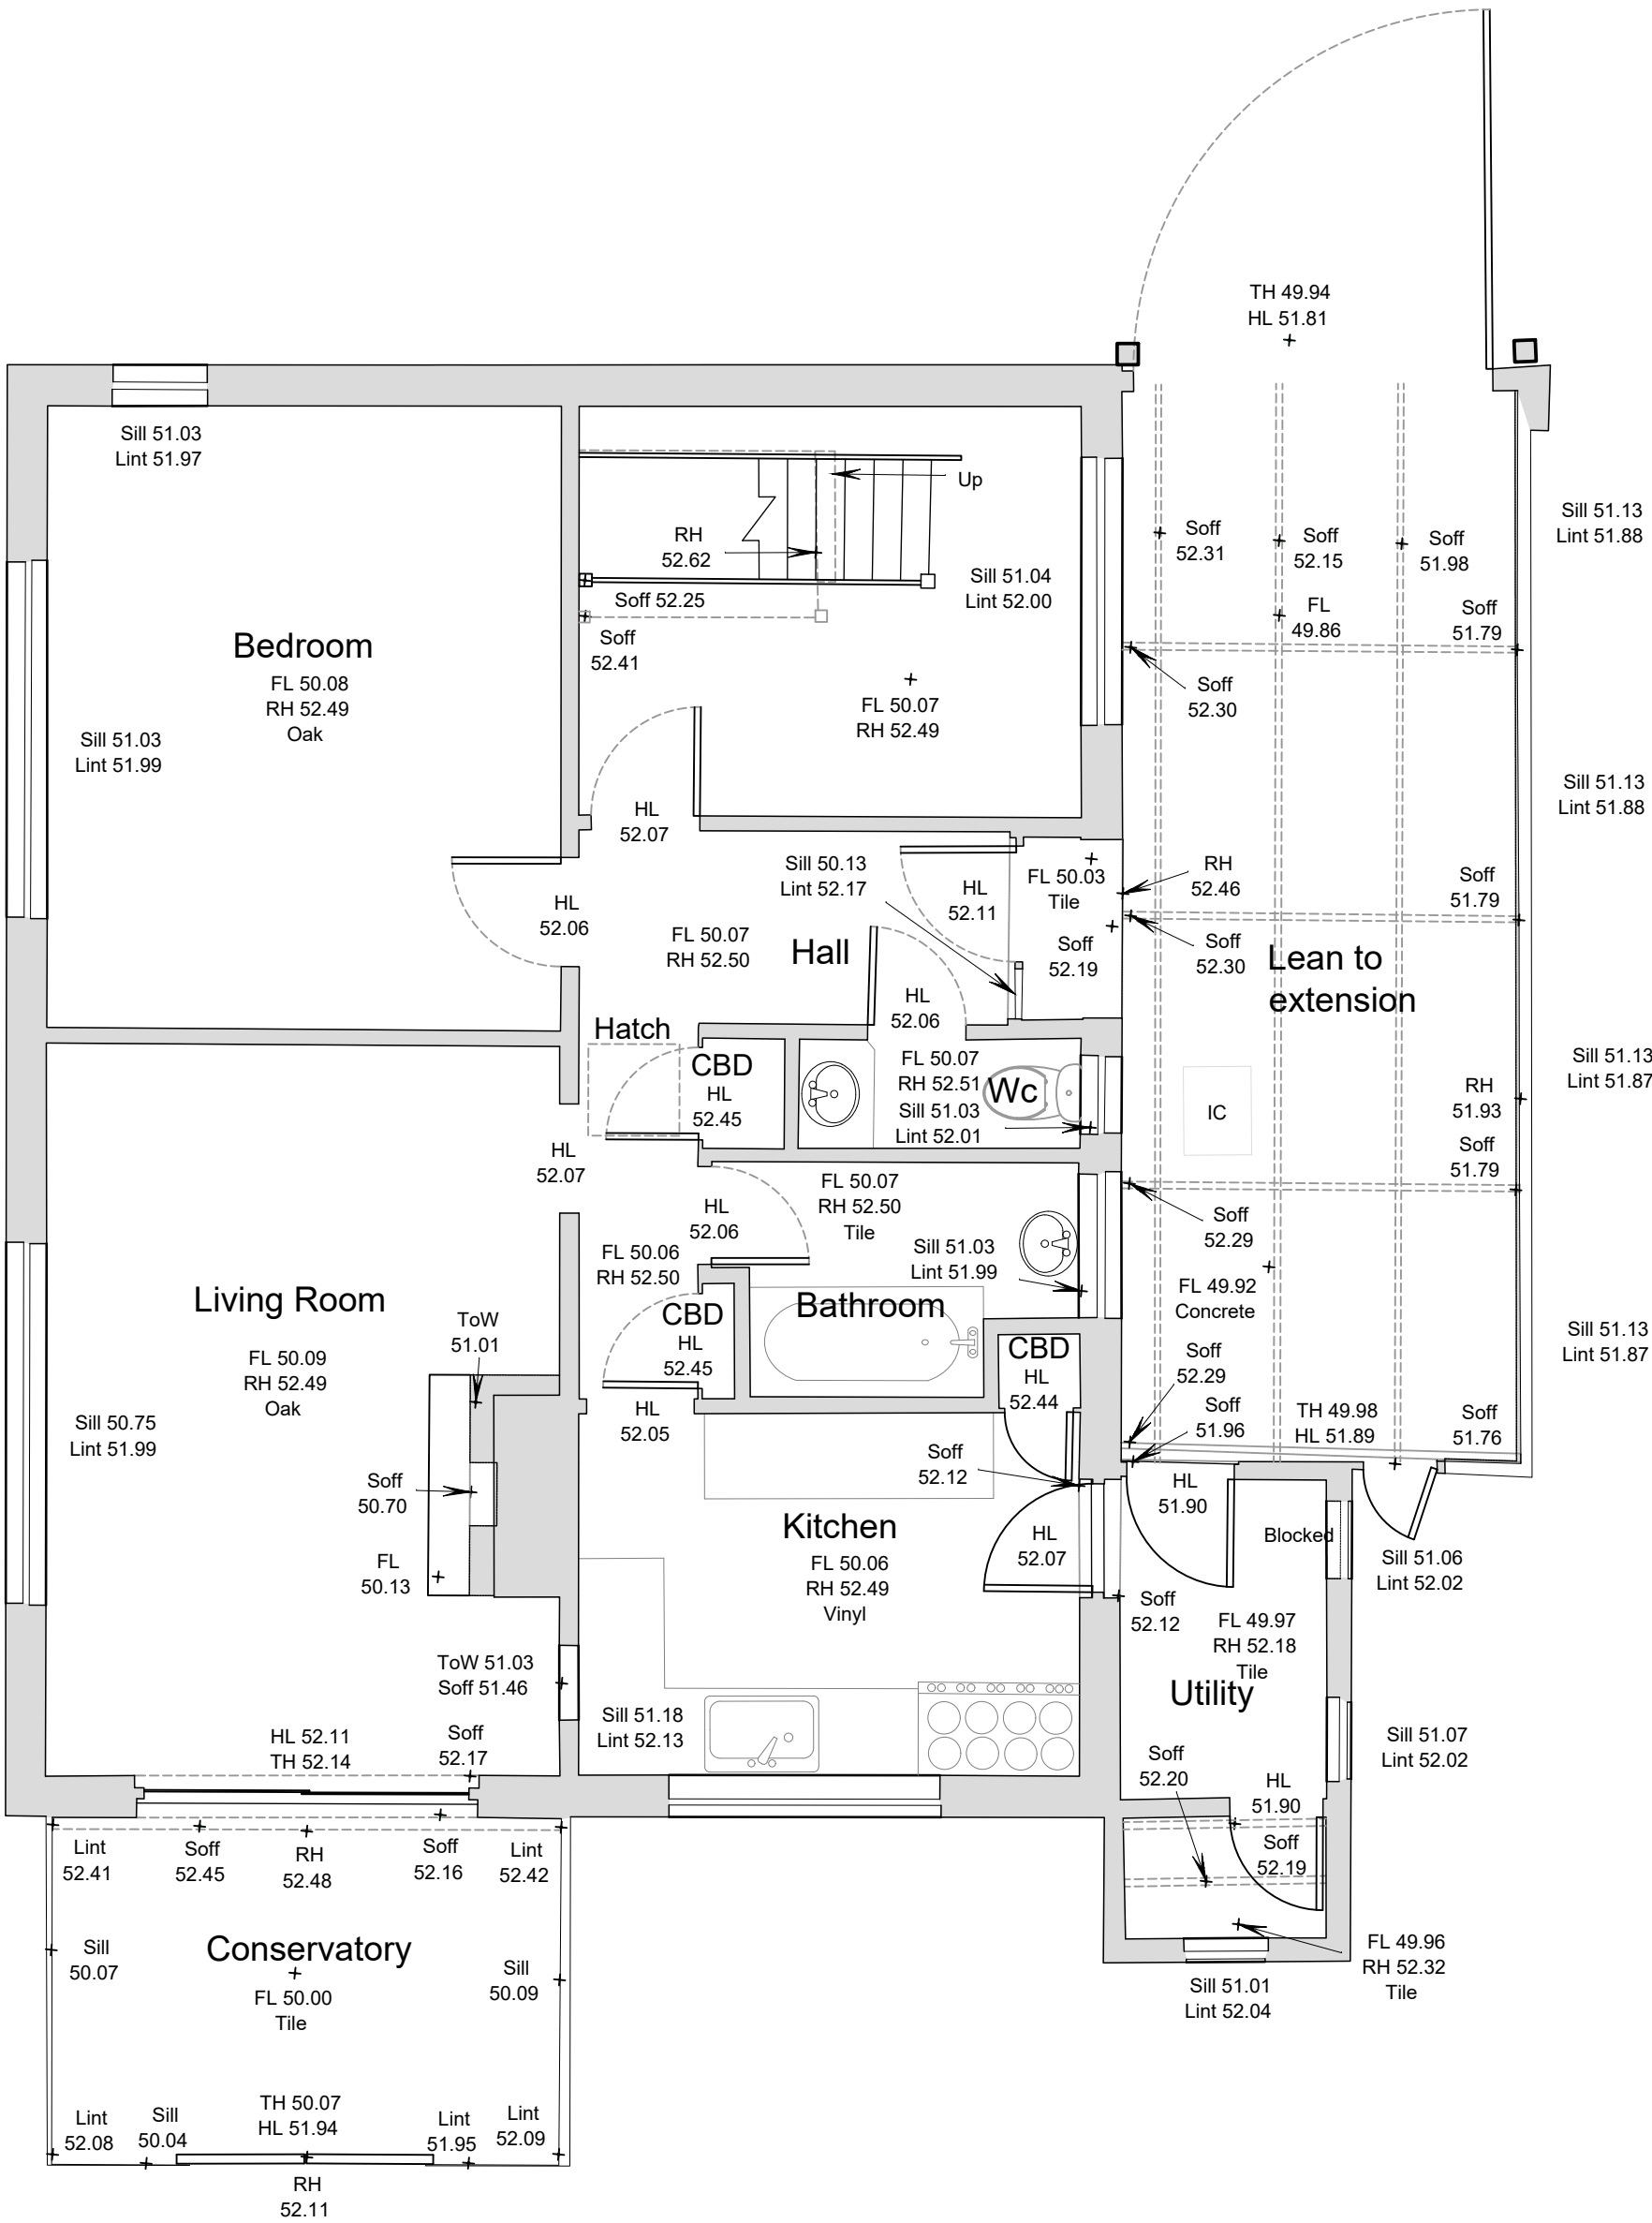 TH 49.94
HL 51.81
Sill 51.03
Lint 51.97
Up
RH
52.62
Sill 51.04
Lint 52.00
Soff 52.25
Soff
52.41
Soff
52.31
Soff
52.15
Soff
51.98
Sill 51.13
Lint 51.88
FL
49.86
Soff
51.79
Bedroom
FL 50.08
RH 52.49
Oak
Soff
52.30
FL 50.07
RH 52.49
Sill 51.03
Lint 51.99
Sill 51.13
Lint 51.88
HL
52.07
HL
52.06
Sill 50.13
Lint 52.17
HL
52.11
FL 50.03
Tile
RH
52.46
Soff
51.79
FL 50.07
RH 52.50
Hall
Soff
52.19
Soff
52.30
Lean to
extension
HL
52.06
Hatch
CBD
HL
52.45
FL 50.07
RH 52.51
Wc
Sill 51.03
Lint 52.01
IC
RH
51.93
Sill 51.13
Lint 51.87
Soff
51.79
HL
52.07
HL
52.06
FL 50.07
RH 52.50
Tile
Soff
52.29
FL 50.06
RH 52.50
Sill 51.03
Lint 51.99
FL 49.92
Concrete
Living Room
FL 50.09
RH 52.49
Oak
ToW
51.01
CBD
HL
52.45
Bathroom
CBD
HL
52.44
Soff
52.29
Sill 51.13
Lint 51.87
Soff
51.96
TH 49.98
HL 51.89
Soff
51.76
Sill 50.75
Lint 51.99
HL
52.05
Soff
52.12
Soff
50.70
HL
51.90
Kitchen
FL 50.06
RH 52.49
Vinyl
HL
52.07
Blocked
Sill 51.06
Lint 52.02
FL
50.13
Soff
52.12
FL 49.97
RH 52.18
Tile
Utility
ToW 51.03
Soff 51.46
Sill 51.18
Lint 52.13
HL 52.11
TH 52.14
Soff
52.17
Sill 51.07
Lint 52.02
Soff
52.20
HL
51.90
Lint
52.41
Soff
52.45
RH
52.48
Soff
52.16
Lint
52.42
Soff
52.19
Sill
50.07
Conservatory
FL 50.00
Tile
Sill
50.09
FL 49.96
RH 52.32
Tile
Sill 51.01
Lint 52.04
Lint
52.08
Sill
50.04
TH 50.07
HL 51.94
Lint
51.95
Lint
52.09
RH
52.11